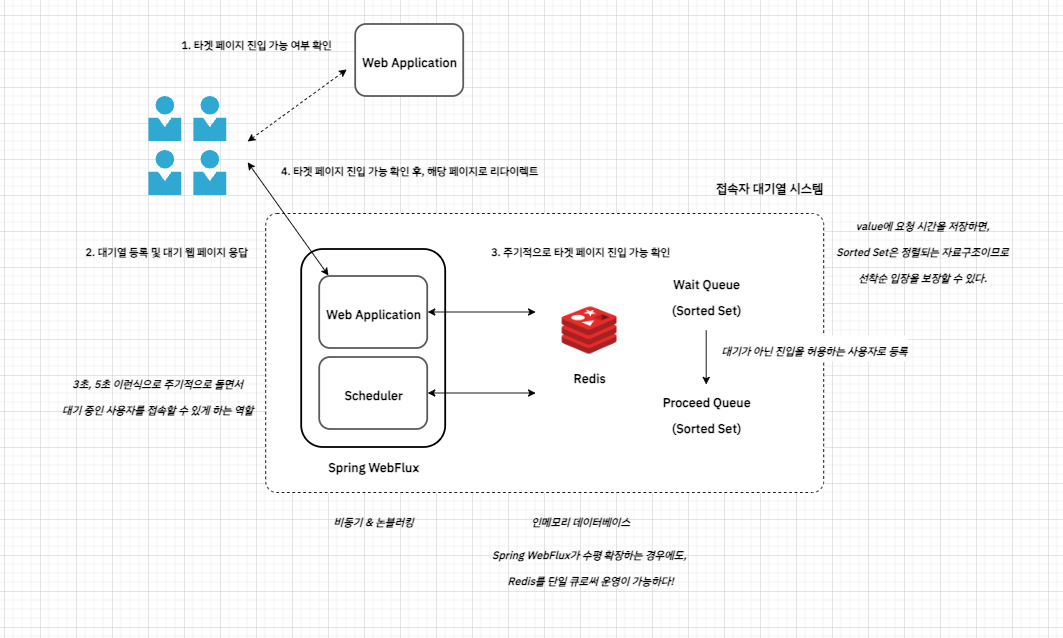 1. 타겟 페이지 진입 가능 여부 확인
Web Application
4. 타겟 페이지 진입 가능 확인 후, 해당 페이지로 리다이렉트
접속자 대기열 시스템
2. 대기열 등록 및 대기 웹 페이지 응답
3. 주기적으로 타겟 페이지 진입 가능 확인
value에 요청 시간을 저장하면,
Sorted Set은 정렬되는 자료구조이므로
선착순 입장을 보장할 수 있다.
Web Application
Wait Queue
(Sorted Set)
대기가 아닌 진입을 허용하는 사용자로 등록
Redis
3초, 5초 이런식으로 주기적으로 돌면서
대기 중인 사용자를 접속할 수 있게 하는 역할
Scheduler
Proceed Queue
(Sorted Set)
Spring WebFlux
비동기 & 논블러킹
인메모리 데이터베이스
Spring WebFlux가 수평 확장하는 경우에도,
Redis를 단일 큐로써 운영이 가능하다!